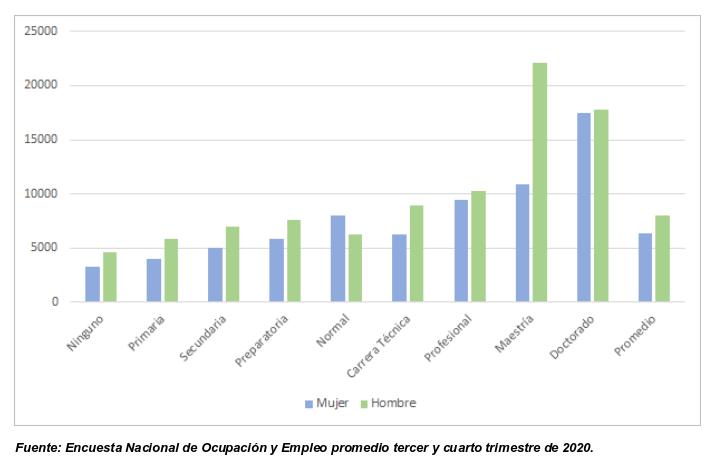 25000
20000
15000
10000
5000
0
Ninguno
Primaria
Secundaria
Preparatoria
Normal
Carrera Técnica
Profesional
Maestría
Doctorado
Promedio
Mujer Hombre
Fuente: Encuesta Nacional de Ocupación y Empleo promedio tercer y cuarto trimestre de 2020.